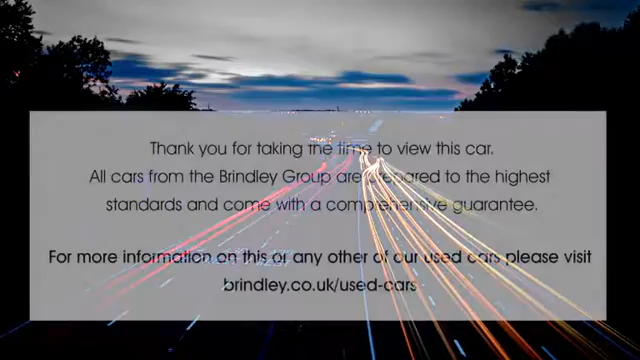 Thank you for taking the time to view this car.
All cars from the Brindley Group are prepared to the highest
standards and come with a comprehensive guarantee.
For more information on this or any other of our used cars please visit
brindley.co.uk/used-cars